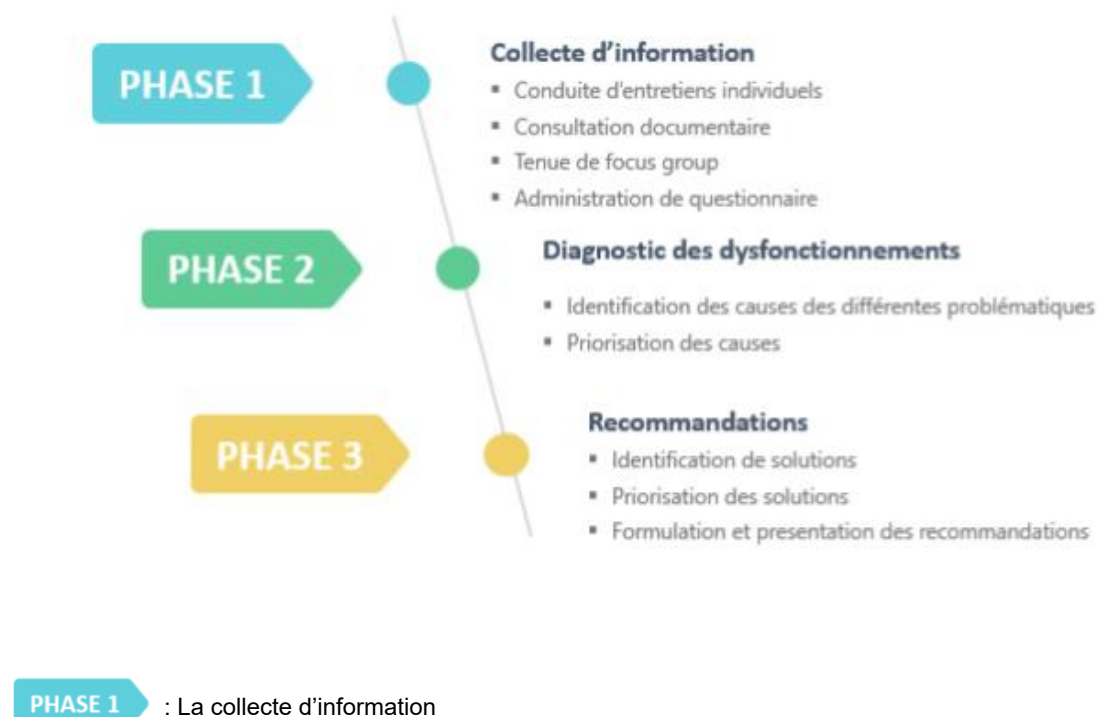 PHASE 1
Collecte d’information
▪ Conduite d'entretiens individuels
▪ Consultation documentaire
▪ Tenue de focus group
▪ Administration de questionnaire
PHASE 2
Diagnostic des dysfonctionnements
▪ Identification des causes des différentes problématiques
▪ Priorisation des causes
PHASE 3
Recommandations
▪ Identification de solutions
▪ Priorisation des solutions
▪ Formulation et presentation des recommandations
PHASE 1 : La collecte d’information